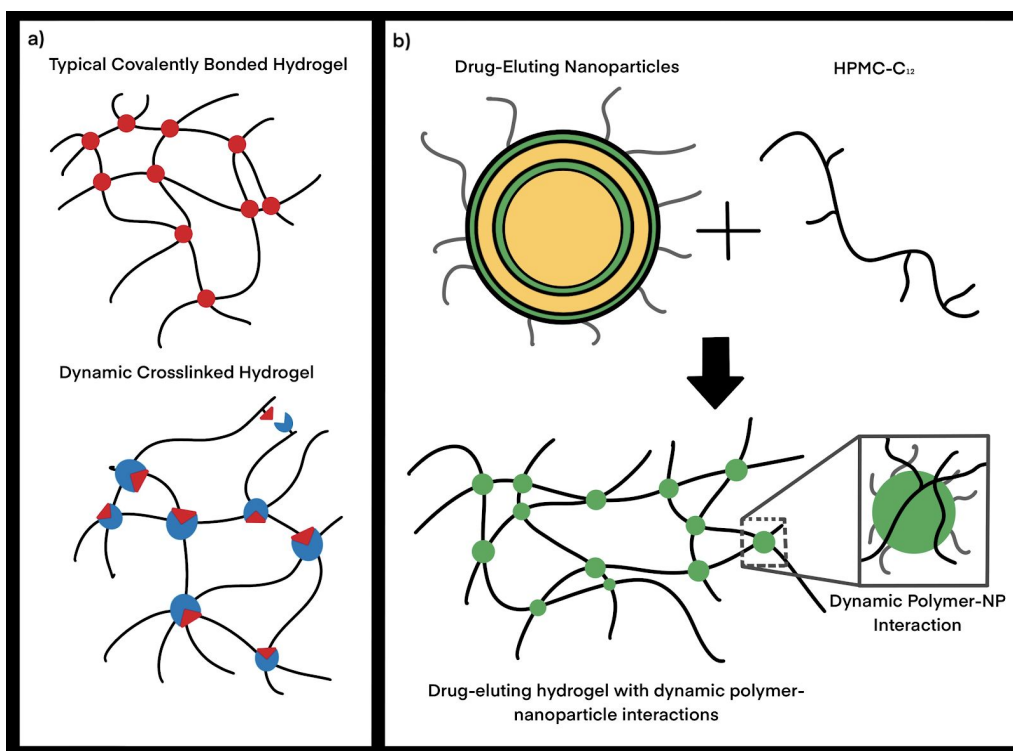 a)
Typical Covalently Bonded Hydrogel
Dynamic Crosslinked Hydrogel
b)
Drug-Eluting Nanoparticles
HPMC-C₁₂
Dynamic Polymer-NP
Interaction
Drug-eluting hydrogel with dynamic polymer-
nanoparticle interactions